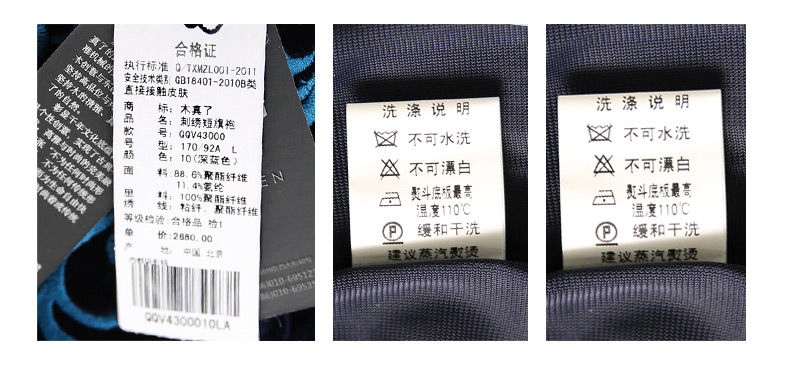 合格证
执行标准 Q/TXMZL001-2011
安全技术类别 GB18401-2010B类
直接接触皮肤
商 标: 木真了
品 名: 刺绣短旗袍
款 号: QQV43000
号 型: 170/92A L
颜 色: 10(深蓝色)
面 料: 88.6%聚酯纤维
11.4%氨纶
里 料: 100%聚酯纤维
绣 线: 粘纤、聚酯纤维
等级检验: 合格品 检1
单 价: 2680.00
产 地: 中国.北京
QQV4300010LA
洗涤说明
不可水洗
不可漂白
熨斗底板最高
温度110℃
P 缓和干洗
建议蒸汽熨烫
洗涤说明
不可水洗
不可漂白
熨斗底板最高
温度110℃
P 缓和干洗
建议蒸汽熨烫